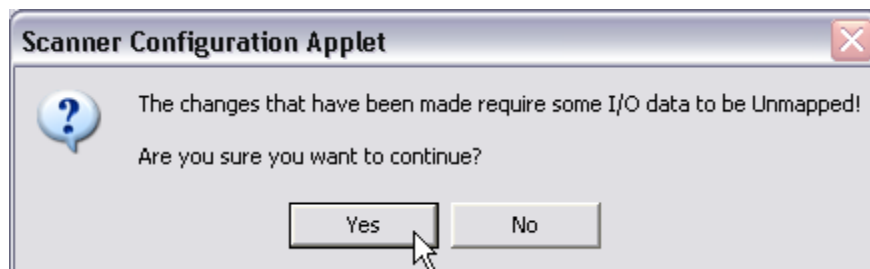 Scanner Configuration Applet
The changes that have been made require some I/O data to be Unmapped!
Are you sure you want to continue?
Yes No